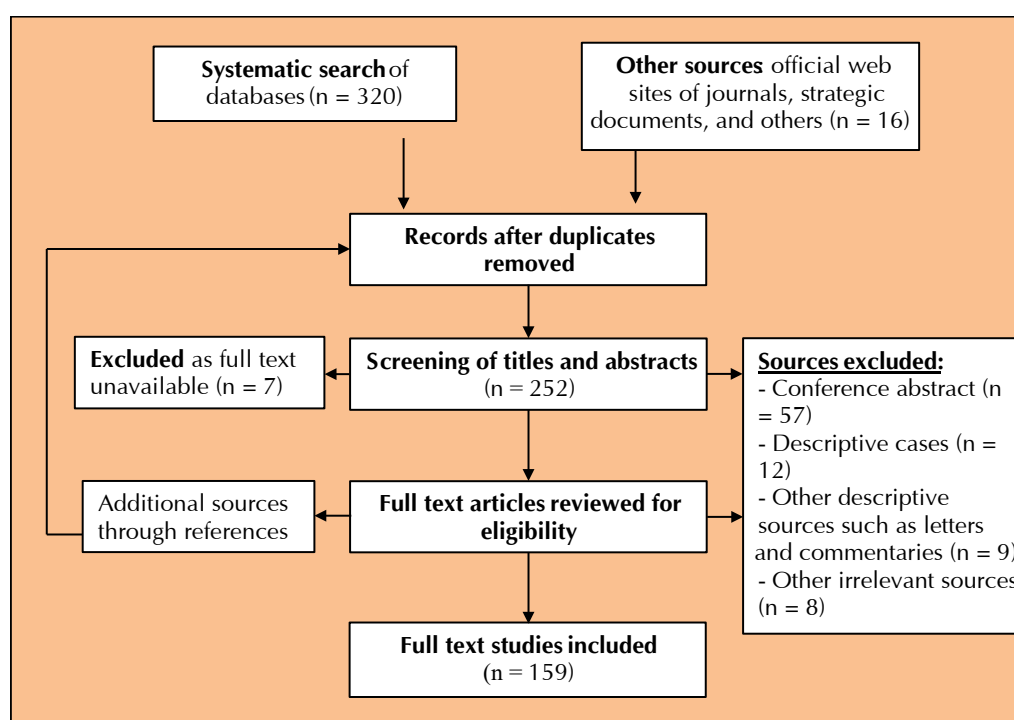 Systematic search of
databases (n = 320)
Other sources: official web
sites of journals, strategic
documents, and others (n = 16)
Records after duplicates
removed
Excluded as full text
unavailable (n = 7)
Screening of titles and abstracts
(n = 252)
Sources excluded:
- Conference abstract (n
= 57)
- Descriptive cases (n =
12)
- Other descriptive
sources such as letters
and commentaries (n = 9)
- Other irrelevant sources
(n = 8)
Additional sources
through references
Full text articles reviewed for
eligibility
Full text studies included
(n = 159)